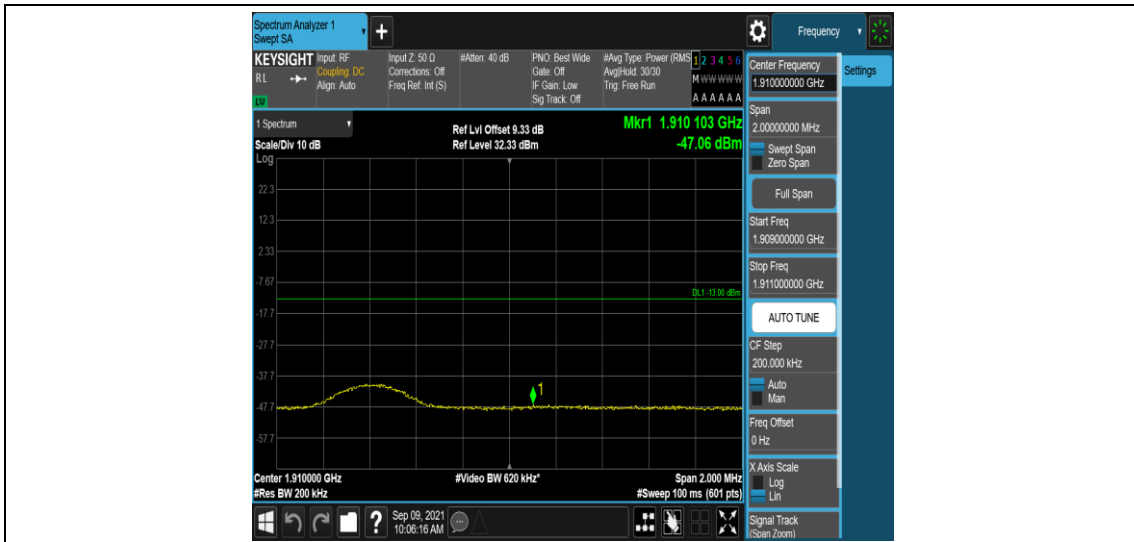 Spectrum Analyzer 1
Swept SA
Frequency
KEYSIGHT
RL
LXI
Input: RF
Coupling: DC
Align: Auto
Input Z: 50 Ω
Corrections: Off
Freq Ref: Int (S)
#Atten: 40 dB
PNO: Best Wide
Gate: Off
IF Gain: Low
Sig Track: Off
#Avg Type: Power (RMS
Avg|Hold: 30/30
Trig: Free Run
1 2 3 4 5 6
M W W W W W
A A A A A A
1 Spectrum
Scale/Div 10 dB
Log
Ref Lvl Offset 9.33 dB
Ref Level 32.33 dBm
Mkr1 1.910 103 GHz
-47.06 dBm
22.3
12.3
2.33
-7.67
DL1 -13.00 dBm
-17.7
-27.7
-37.7
1
-47.7
-57.7
Center 1.910000 GHz
#Res BW 200 kHz
#Video BW 620 kHz*
Span 2.000 MHz
#Sweep 100 ms (601 pts)
Sep 09, 2021
10:06:16 AM
Center Frequency
1.910000000 GHz
Settings
Span
2.00000000 MHz
Swept Span
Zero Span
Full Span
Start Freq
1.909000000 GHz
Stop Freq
1.911000000 GHz
AUTO TUNE
CF Step
200.000 kHz
Auto
Man
Freq Offset
0 Hz
X Axis Scale
Log
Lin
Signal Track
(Span Zoom)